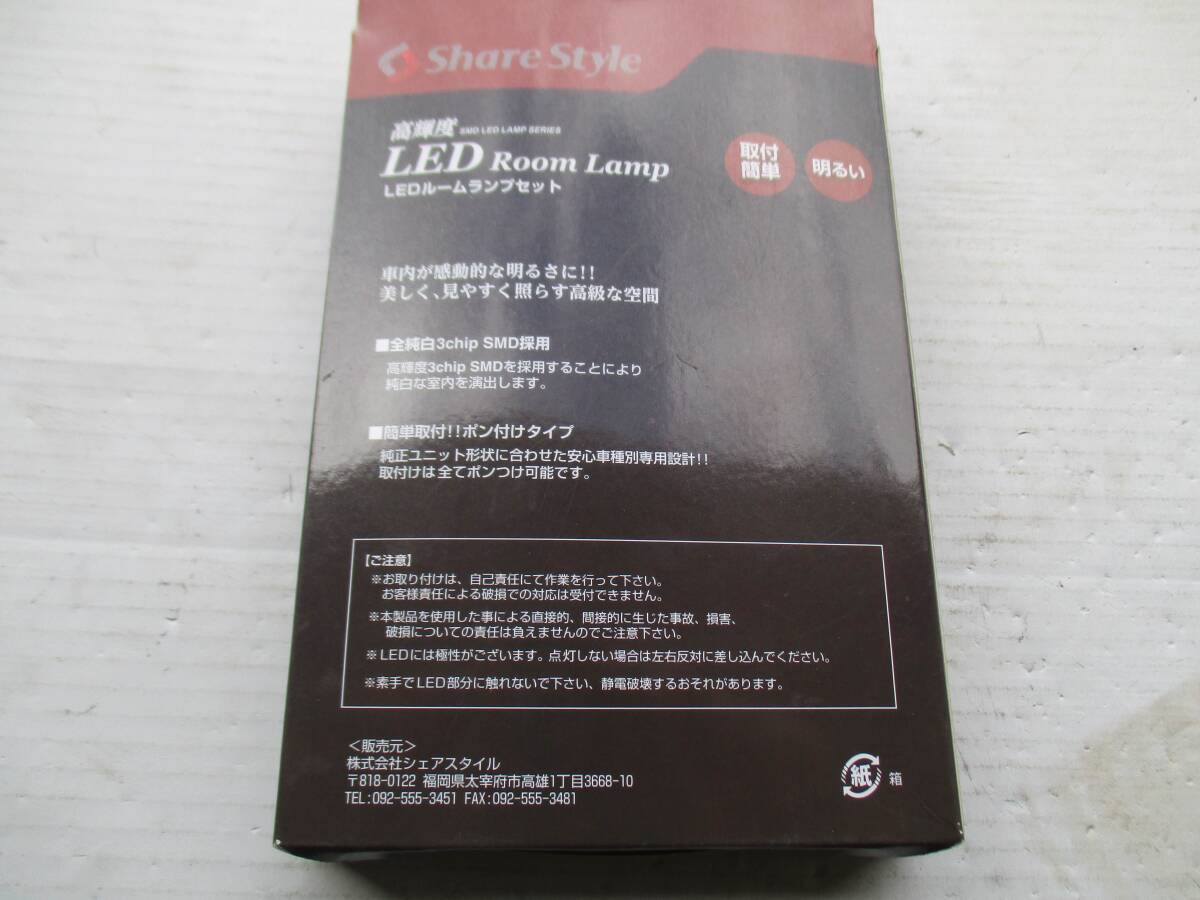 Share Style
高輝度 SMD LED LAMP SERIES
LED Room Lamp
LEDルームランプセット
取付
簡単
明るい
車内が感動的な明るさに!!
美しく、見やすく照らす高級な空間
■全純白3chip SMD採用
高輝度3chip SMDを採用することにより
純白な室内を演出します。
■簡単取付!!ポン付けタイプ
純正ユニット形状に合わせた安心車種別専用設計!!
取付けは全てポンつけ可能です。
【ご注意】
※お取り付けは、自己責任にて作業を行って下さい。
お客様責任による破損での対応は受付できません。
※本製品を使用した事による直接的、間接的に生じた事故、損害、
破損についての責任は負えませんのでご注意下さい。
※LEDには極性がございます。点灯しない場合は左右反対に差し込んでください。
※素手でLED部分に触れないで下さい、静電破壊するおそれがあります。
＜販売元＞
株式会社シェアスタイル
〒818-0122 福岡県太宰府市高雄1丁目3668-10
TEL:092-555-3451 FAX:092-555-3481
紙 箱